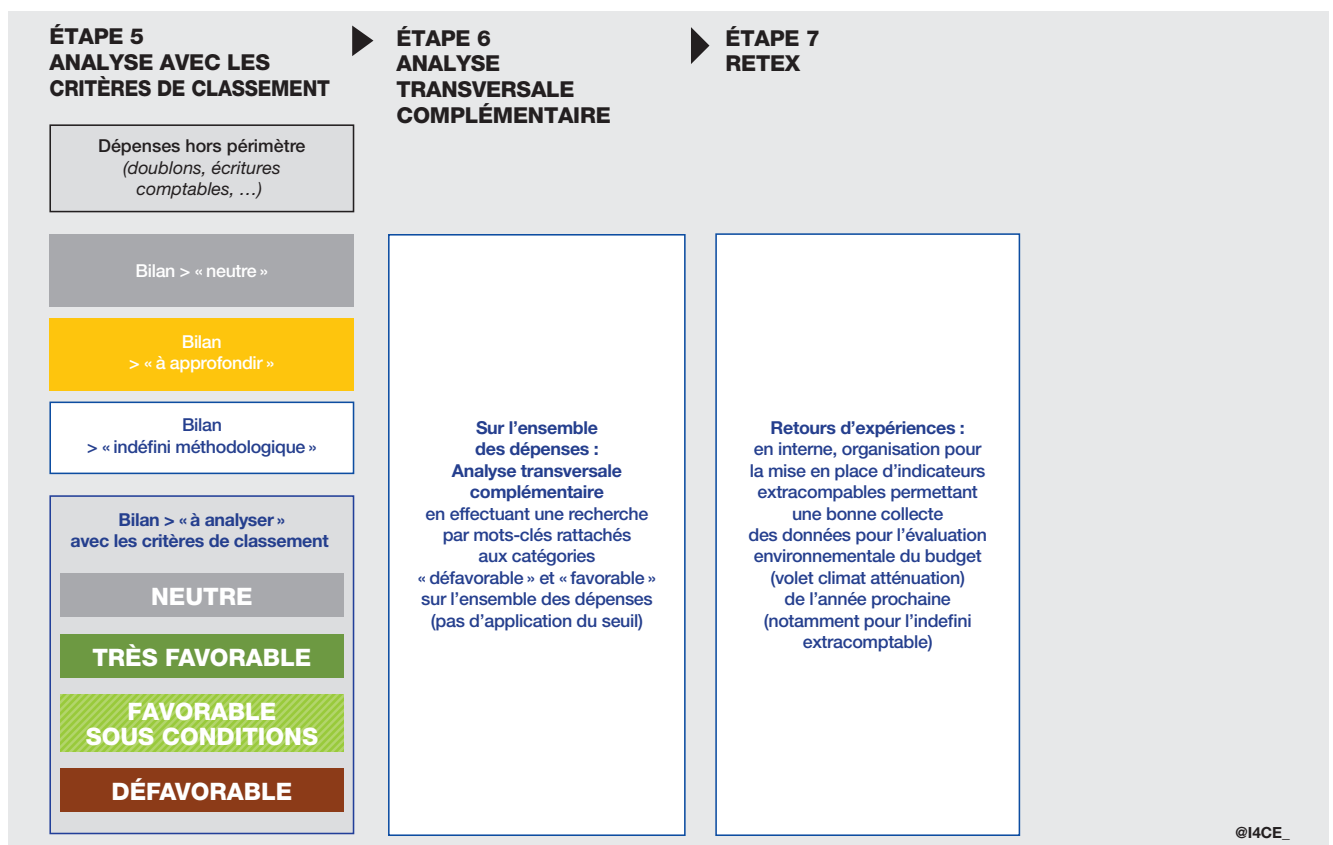 ÉTAPE 5
ANALYSE AVEC LES
CRITÈRES DE CLASSEMENT
Dépenses hors périmètre
(doublons, écritures
comptables, …)
Bilan > « neutre »
Bilan
> « à approfondir »
Bilan
> « indéfini méthodologique »
Bilan > « à analyser »
avec les critères de classement
NEUTRE
TRÈS FAVORABLE
FAVORABLE
SOUS CONDITIONS
DÉFAVORABLE
ÉTAPE 6
ANALYSE
TRANSVERSALE
COMPLÉMENTAIRE
Sur l’ensemble
des dépenses :
Analyse transversale
complémentaire
en effectuant une recherche
par mots-clés rattachés
aux catégories
« défavorable » et « favorable »
sur l’ensemble des dépenses
(pas d’application du seuil)
ÉTAPE 7
RETEX
Retours d’expériences :
en interne, organisation pour
la mise en place d’indicateurs
extracompables permettant
une bonne collecte
des données pour l’évaluation
environnementale du budget
(volet climat atténuation)
de l’année prochaine
(notamment pour l’indefini
extracomptable)
@I4CE_